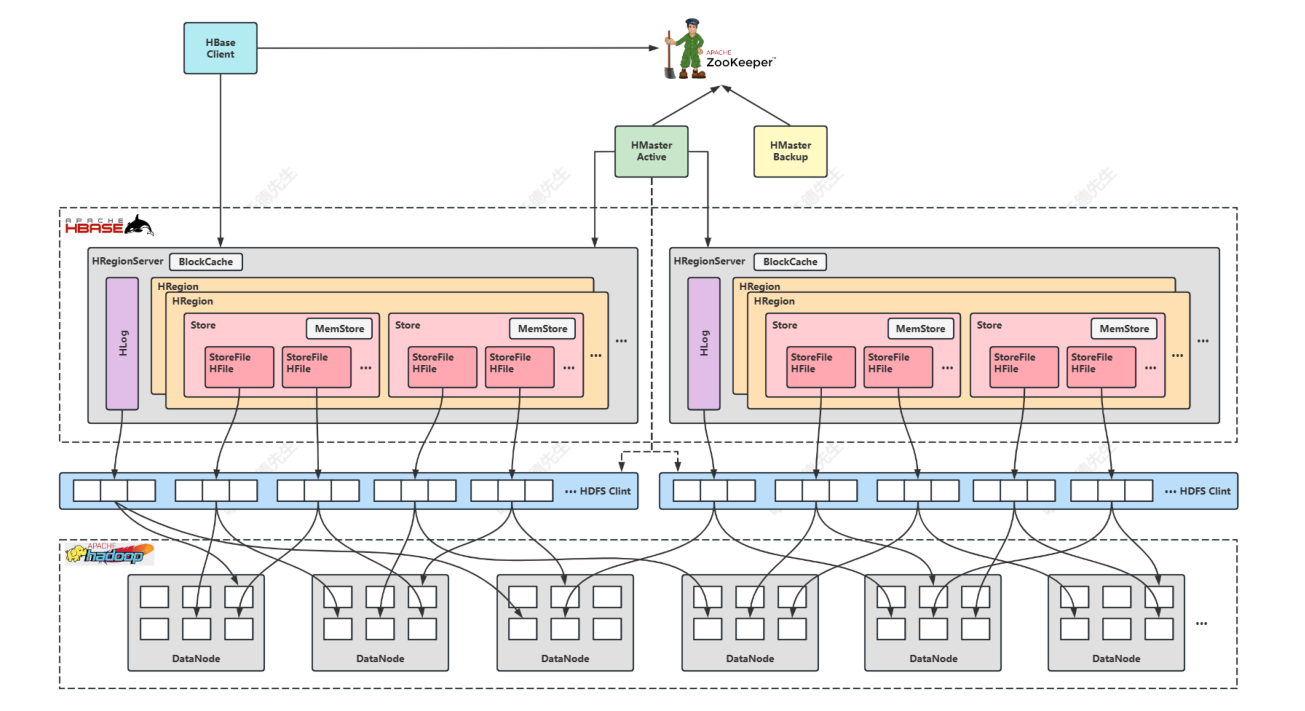 HBase
Client
APACHE
ZooKeeper™
HMaster
Active
HMaster
Backup
APACHE
HBASE
HRegionServer
BlockCache
HLog
HRegion
HRegion
Store
MemStore
StoreFile
HFile
StoreFile
HFile
...
Store
MemStore
StoreFile
HFile
StoreFile
HFile
...
...
...
HRegionServer
BlockCache
HLog
HRegion
HRegion
Store
MemStore
StoreFile
HFile
StoreFile
HFile
...
Store
MemStore
StoreFile
HFile
StoreFile
HFile
...
...
...
... HDFS Clint
... HDFS Clint
APACHE
hadoop
DataNode
DataNode
DataNode
DataNode
DataNode
DataNode
...